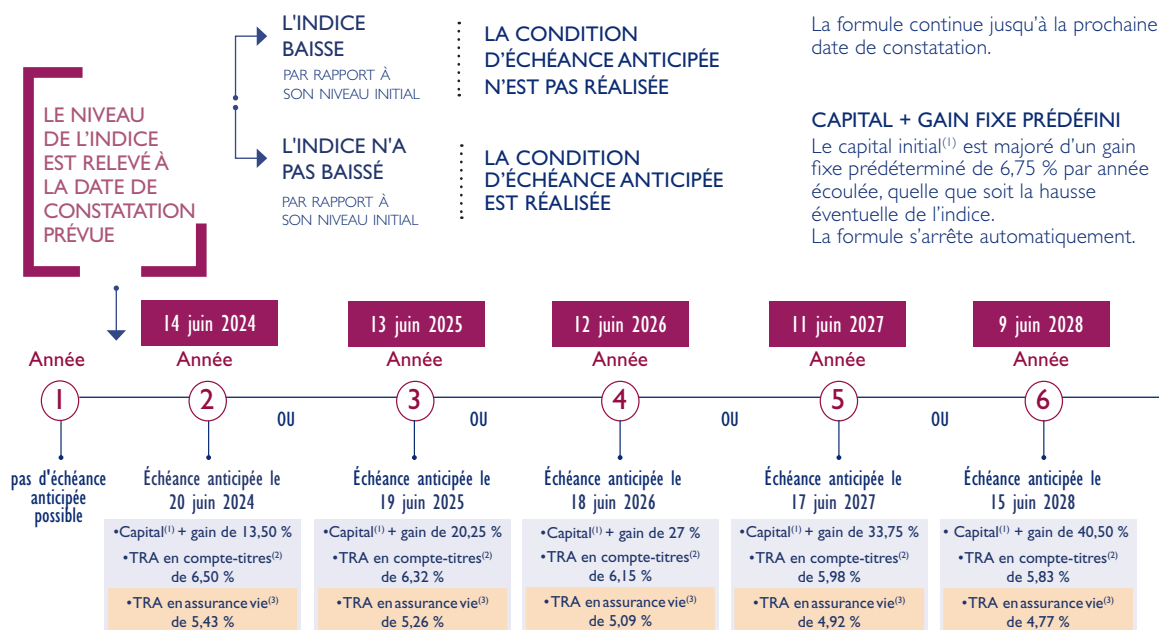 LE NIVEAU
DE L'INDICE
EST RELEVÉ À
LA DATE DE
CONSTATATION
PRÉVUE
L'INDICE
BAISSE
PAR RAPPORT À
SON NIVEAU INITIAL
LA CONDITION
D'ÉCHÉANCE ANTICIPÉE
N'EST PAS RÉALISÉE
La formule continue jusqu'à la prochaine
date de constatation.
L'INDICE N'A
PAS BAISSÉ
PAR RAPPORT À
SON NIVEAU INITIAL
LA CONDITION
D'ÉCHÉANCE ANTICIPÉE
EST RÉALISÉE
CAPITAL + GAIN FIXE PRÉDÉFINI
Le capital initial(1) est majoré d'un gain
fixe prédéterminé de 6,75 % par année
écoulée, quelle que soit la hausse
éventuelle de l'indice.
La formule s'arrête automatiquement.
Année
1
pas d'échéance
anticipée
possible
14 juin 2024
Année
2
Échéance anticipée le
20 juin 2024
•Capital(1) + gain de 13,50 %
•TRA en compte-titres(2)
de 6,50 %
•TRA en assurance vie(3)
de 5,43 %
OU
13 juin 2025
Année
3
Échéance anticipée le
19 juin 2025
•Capital(1) + gain de 20,25 %
•TRA en compte-titres(2)
de 6,32 %
•TRA en assurance vie(3)
de 5,26 %
OU
12 juin 2026
Année
4
Échéance anticipée le
18 juin 2026
•Capital(1) + gain de 27 %
•TRA en compte-titres(2)
de 6,15 %
•TRA en assurance vie(3)
de 5,09 %
OU
11 juin 2027
Année
5
Échéance anticipée le
17 juin 2027
•Capital(1) + gain de 33,75 %
•TRA en compte-titres(2)
de 5,98 %
•TRA en assurance vie(3)
de 4,92 %
OU
9 juin 2028
Année
6
Échéance anticipée le
15 juin 2028
• Capital(1) + gain de 40,50 %
•TRA en compte-titres(2)
de 5,83 %
•TRA en assurance vie(3)
de 4,77 %